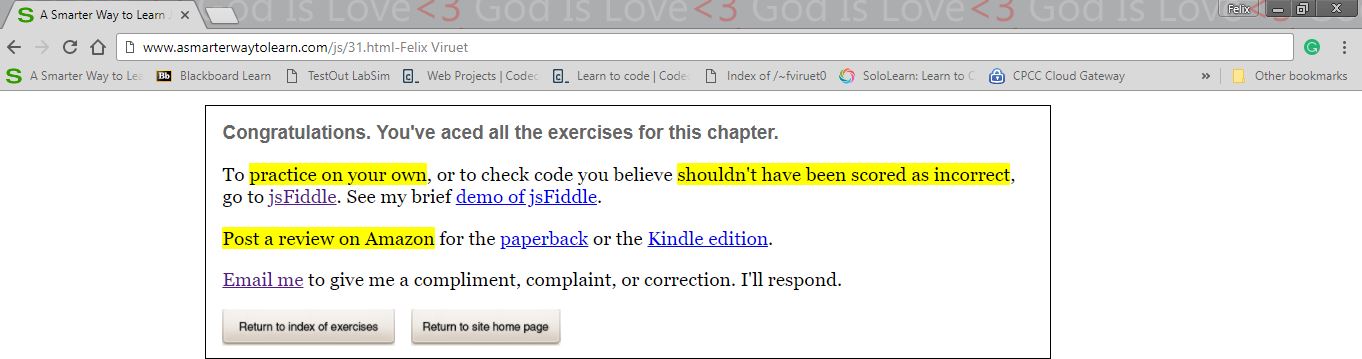 God Is Love<3 God Is Love<3 God Is Love<3 God Is Love<3 Go
A Smarter Way to Learn J
Felix
www.asmarterwaytolearn.com/js/31.html-Felix Viruet
A Smarter Way to Lea Blackboard Learn TestOut LabSim Web Projects | Codec Learn to code | Codec Index of /~fviruet0 SoloLearn: Learn to C CPCC Cloud Gateway » Other bookmarks
Congratulations. You've aced all the exercises for this chapter.
To practice on your own, or to check code you believe shouldn't have been scored as incorrect,
go to jsFiddle. See my brief demo of jsFiddle.
Post a review on Amazon for the paperback or the Kindle edition.
Email me to give me a compliment, complaint, or correction. I'll respond.
Return to index of exercises Return to site home page